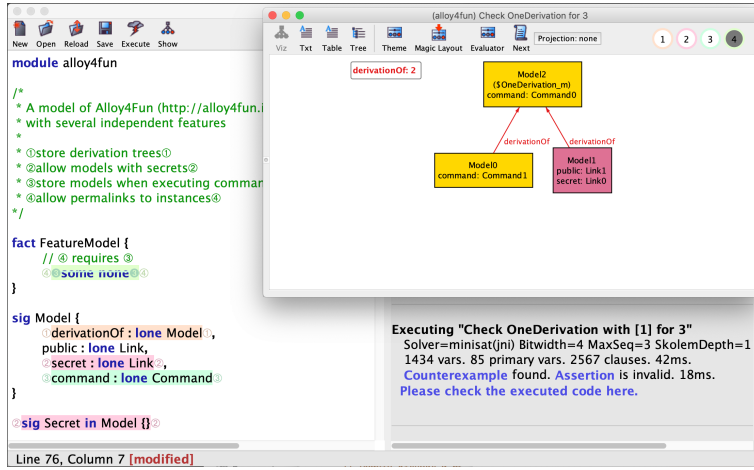 New Open Reload Save Execute Show
module alloy4fun
/*
* A model of Alloy4Fun (http://alloy4fun.i
* with several independent features
*
* ①store derivation trees①
* ②allow models with secrets②
* ③store models when executing comman
* ④allow permalinks to instances④
*/
fact FeatureModel {
// ④ requires ③
④❸some none❸④
}
sig Model {
①derivationOf : lone Model①,
public : lone Link,
②secret : lone Link②,
③command : lone Command③
}
②sig Secret in Model {}②
Line 76, Column 7 [modified]
(alloy4fun) Check OneDerivation for 3
Viz Txt Table Tree Theme Magic Layout Evaluator Next Projection: none
1 2 3 4
derivationOf: 2
Model2
($OneDerivation_m)
command: Command0
derivationOf derivationOf
Model0
command: Command1
Model1
public: Link1
secret: Link0
Executing "Check OneDerivation with [1] for 3"
Solver=minisat(jni) Bitwidth=4 MaxSeq=3 SkolemDepth=1
1434 vars. 85 primary vars. 2567 clauses. 42ms.
Counterexample found. Assertion is invalid. 18ms.
Please check the executed code here.